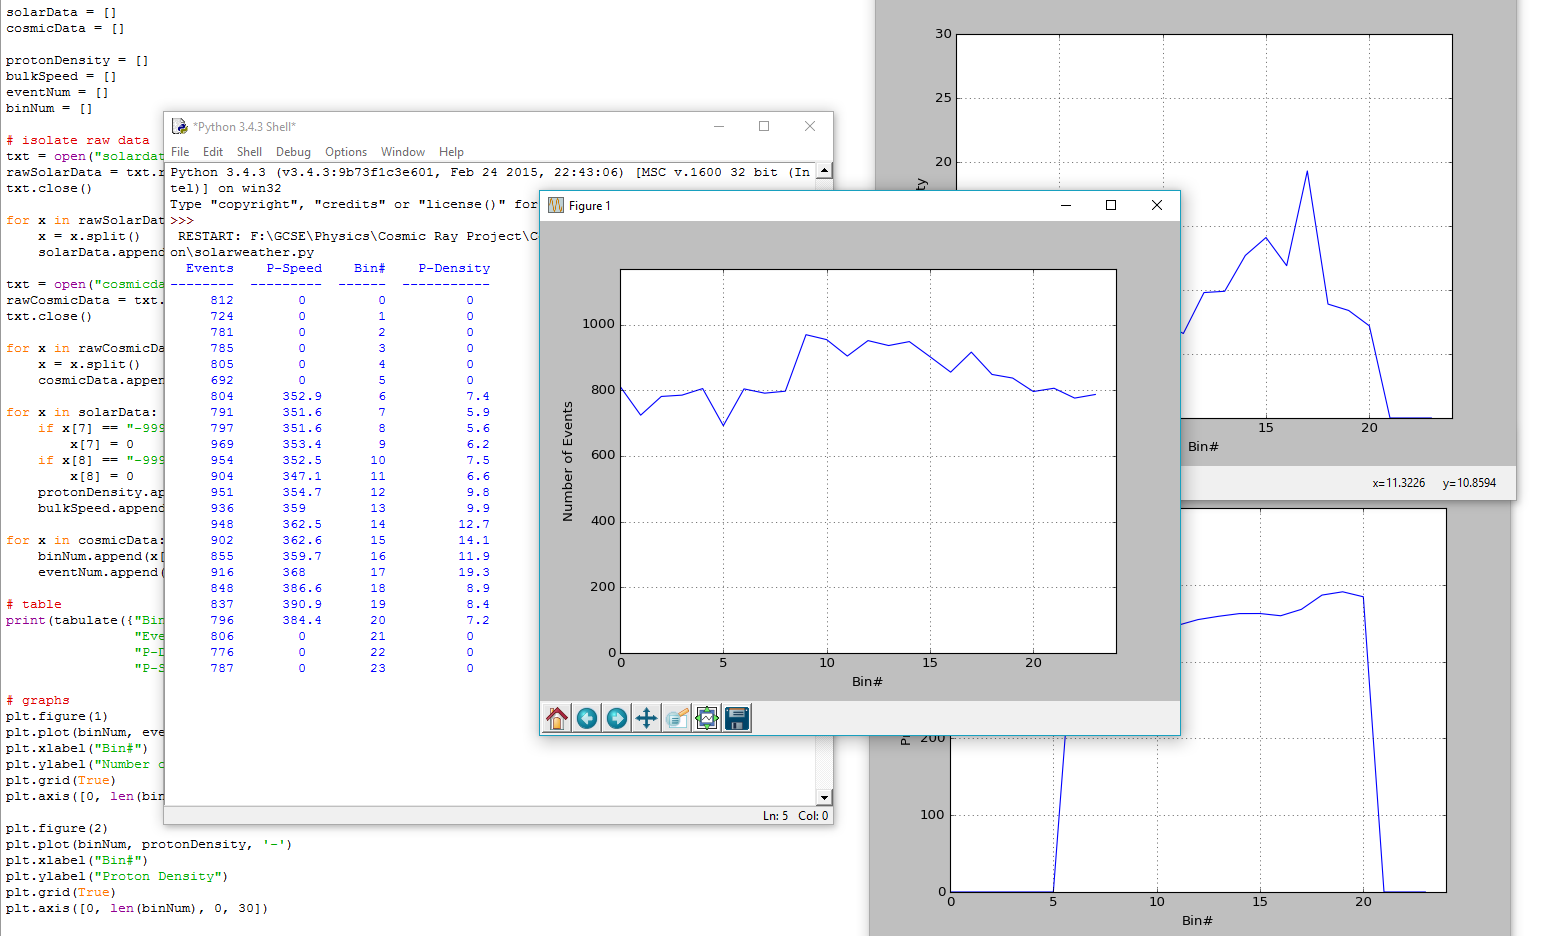 solarData = []
cosmicData = []
protonDensity = []
bulkSpeed = []
eventNum = []
binNum = []
# isolate raw data
txt = open("solardat
rawSolarData = txt.r
txt.close()
for x in rawSolarDat
x = x.split()
solarData.append
txt = open("cosmicda
rawCosmicData = txt.
txt.close()
for x in rawCosmicDa
x = x.split()
cosmicData.appen
for x in solarData:
if x[7] == "-999
x[7] = 0
if x[8] == "-999
x[8] = 0
protonDensity.ap
bulkSpeed.append
for x in cosmicData:
binNum.append(x[
eventNum.append(
# table
print(tabulate({"Bin
"Eve
"P-D
"P-S
# graphs
plt.figure(1)
plt.plot(binNum, eve
plt.xlabel("Bin#")
plt.ylabel("Number o
plt.grid(True)
plt.axis([0, len(bin
plt.figure(2)
plt.plot(binNum, protonDensity, '-')
plt.xlabel("Bin#")
plt.ylabel("Proton Density")
plt.grid(True)
plt.axis([0, len(binNum), 0, 30])
*Python 3.4.3 Shell*
File Edit Shell Debug Options Window Help
Python 3.4.3 (v3.4.3:9b73f1c3e601, Feb 24 2015, 22:43:06) [MSC v.1600 32 bit (In
tel)] on win32
Type "copyright", "credits" or "license()" for
>>>
RESTART: F:\GCSE\Physics\Cosmic Ray Project\C
on\solarweather.py
Events P-Speed Bin# P-Density
-------- --------- ------ -----------
812 0 0 0
724 0 1 0
781 0 2 0
785 0 3 0
805 0 4 0
692 0 5 0
804 352.9 6 7.4
791 351.6 7 5.9
797 351.6 8 5.6
969 353.4 9 6.2
954 352.5 10 7.5
904 347.1 11 6.6
951 354.7 12 9.8
936 359 13 9.9
948 362.5 14 12.7
902 362.6 15 14.1
855 359.7 16 11.9
916 368 17 19.3
848 386.6 18 8.9
837 390.9 19 8.4
796 384.4 20 7.2
806 0 21 0
776 0 22 0
787 0 23 0
Ln: 5 Col: 0
Figure 1
1000
800
600
400
200
0
Number of Events
0 5 10 15 20
Bin#
30
25
20
ty
15 20
Bin#
x=11.3226 y=10.8594
200
100
0
0 5 10 15 20
Bin#